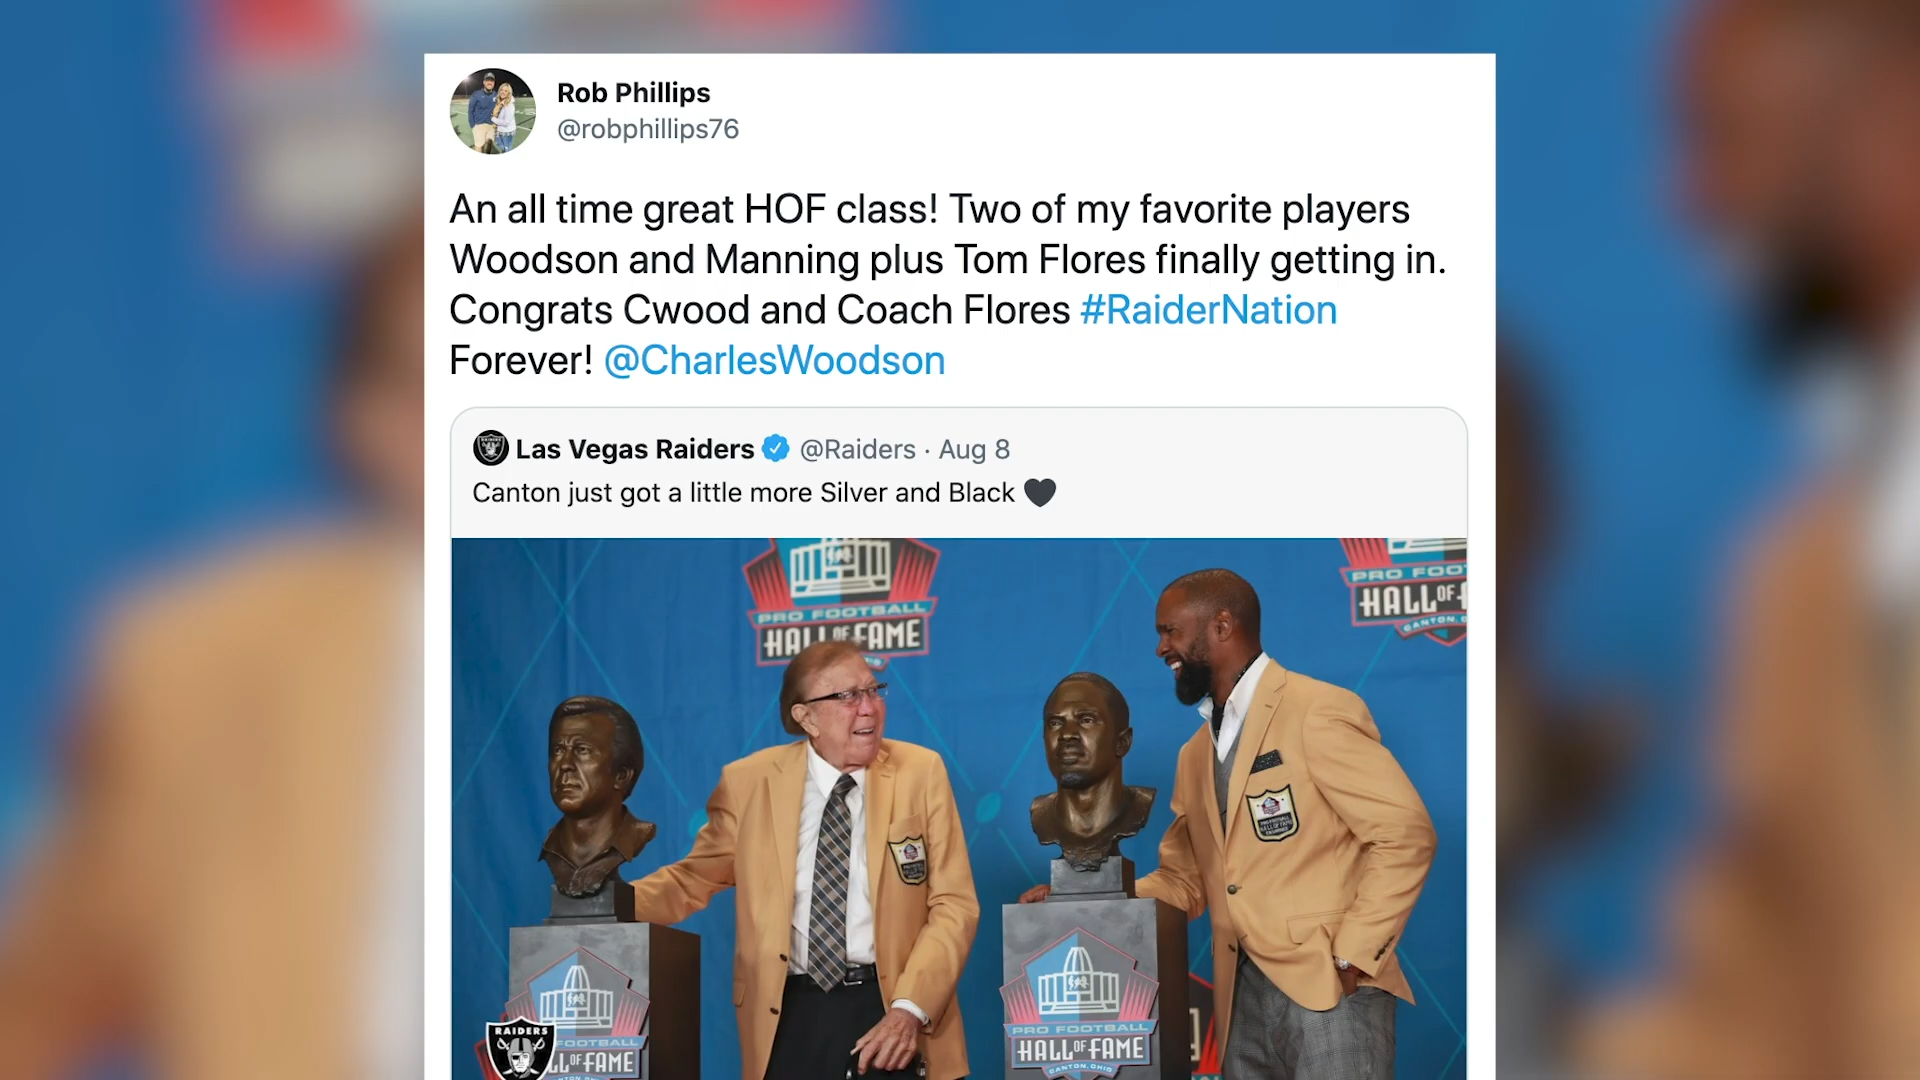 Rob Phillips
@robphillips76
An all time great HOF class! Two of my favorite players
Woodson and Manning plus Tom Flores finally getting in.
Congrats Cwood and Coach Flores #RaiderNation
Forever! @CharlesWoodson
Las Vegas Raiders @Raiders · Aug 8
Canton just got a little more Silver and Black 🖤
PRO FOOTBALL
HALL OF FAME
PRO FOO
HALL OF
CANTON, O
RAIDERS
FOOTBALL
LL OF FAME
PRO FOOTBALL
HALL OF FAME
CANTON, OHIO